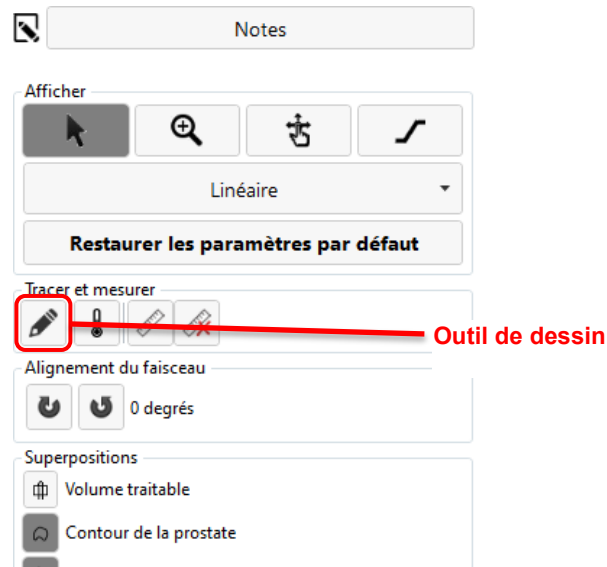 Notes
Afficher
Linéaire
Restaurer les paramètres par défaut
Tracer et mesurer
Outil de dessin
Alignement du faisceau
0 degrés
Superpositions
Volume traitable
Contour de la prostate